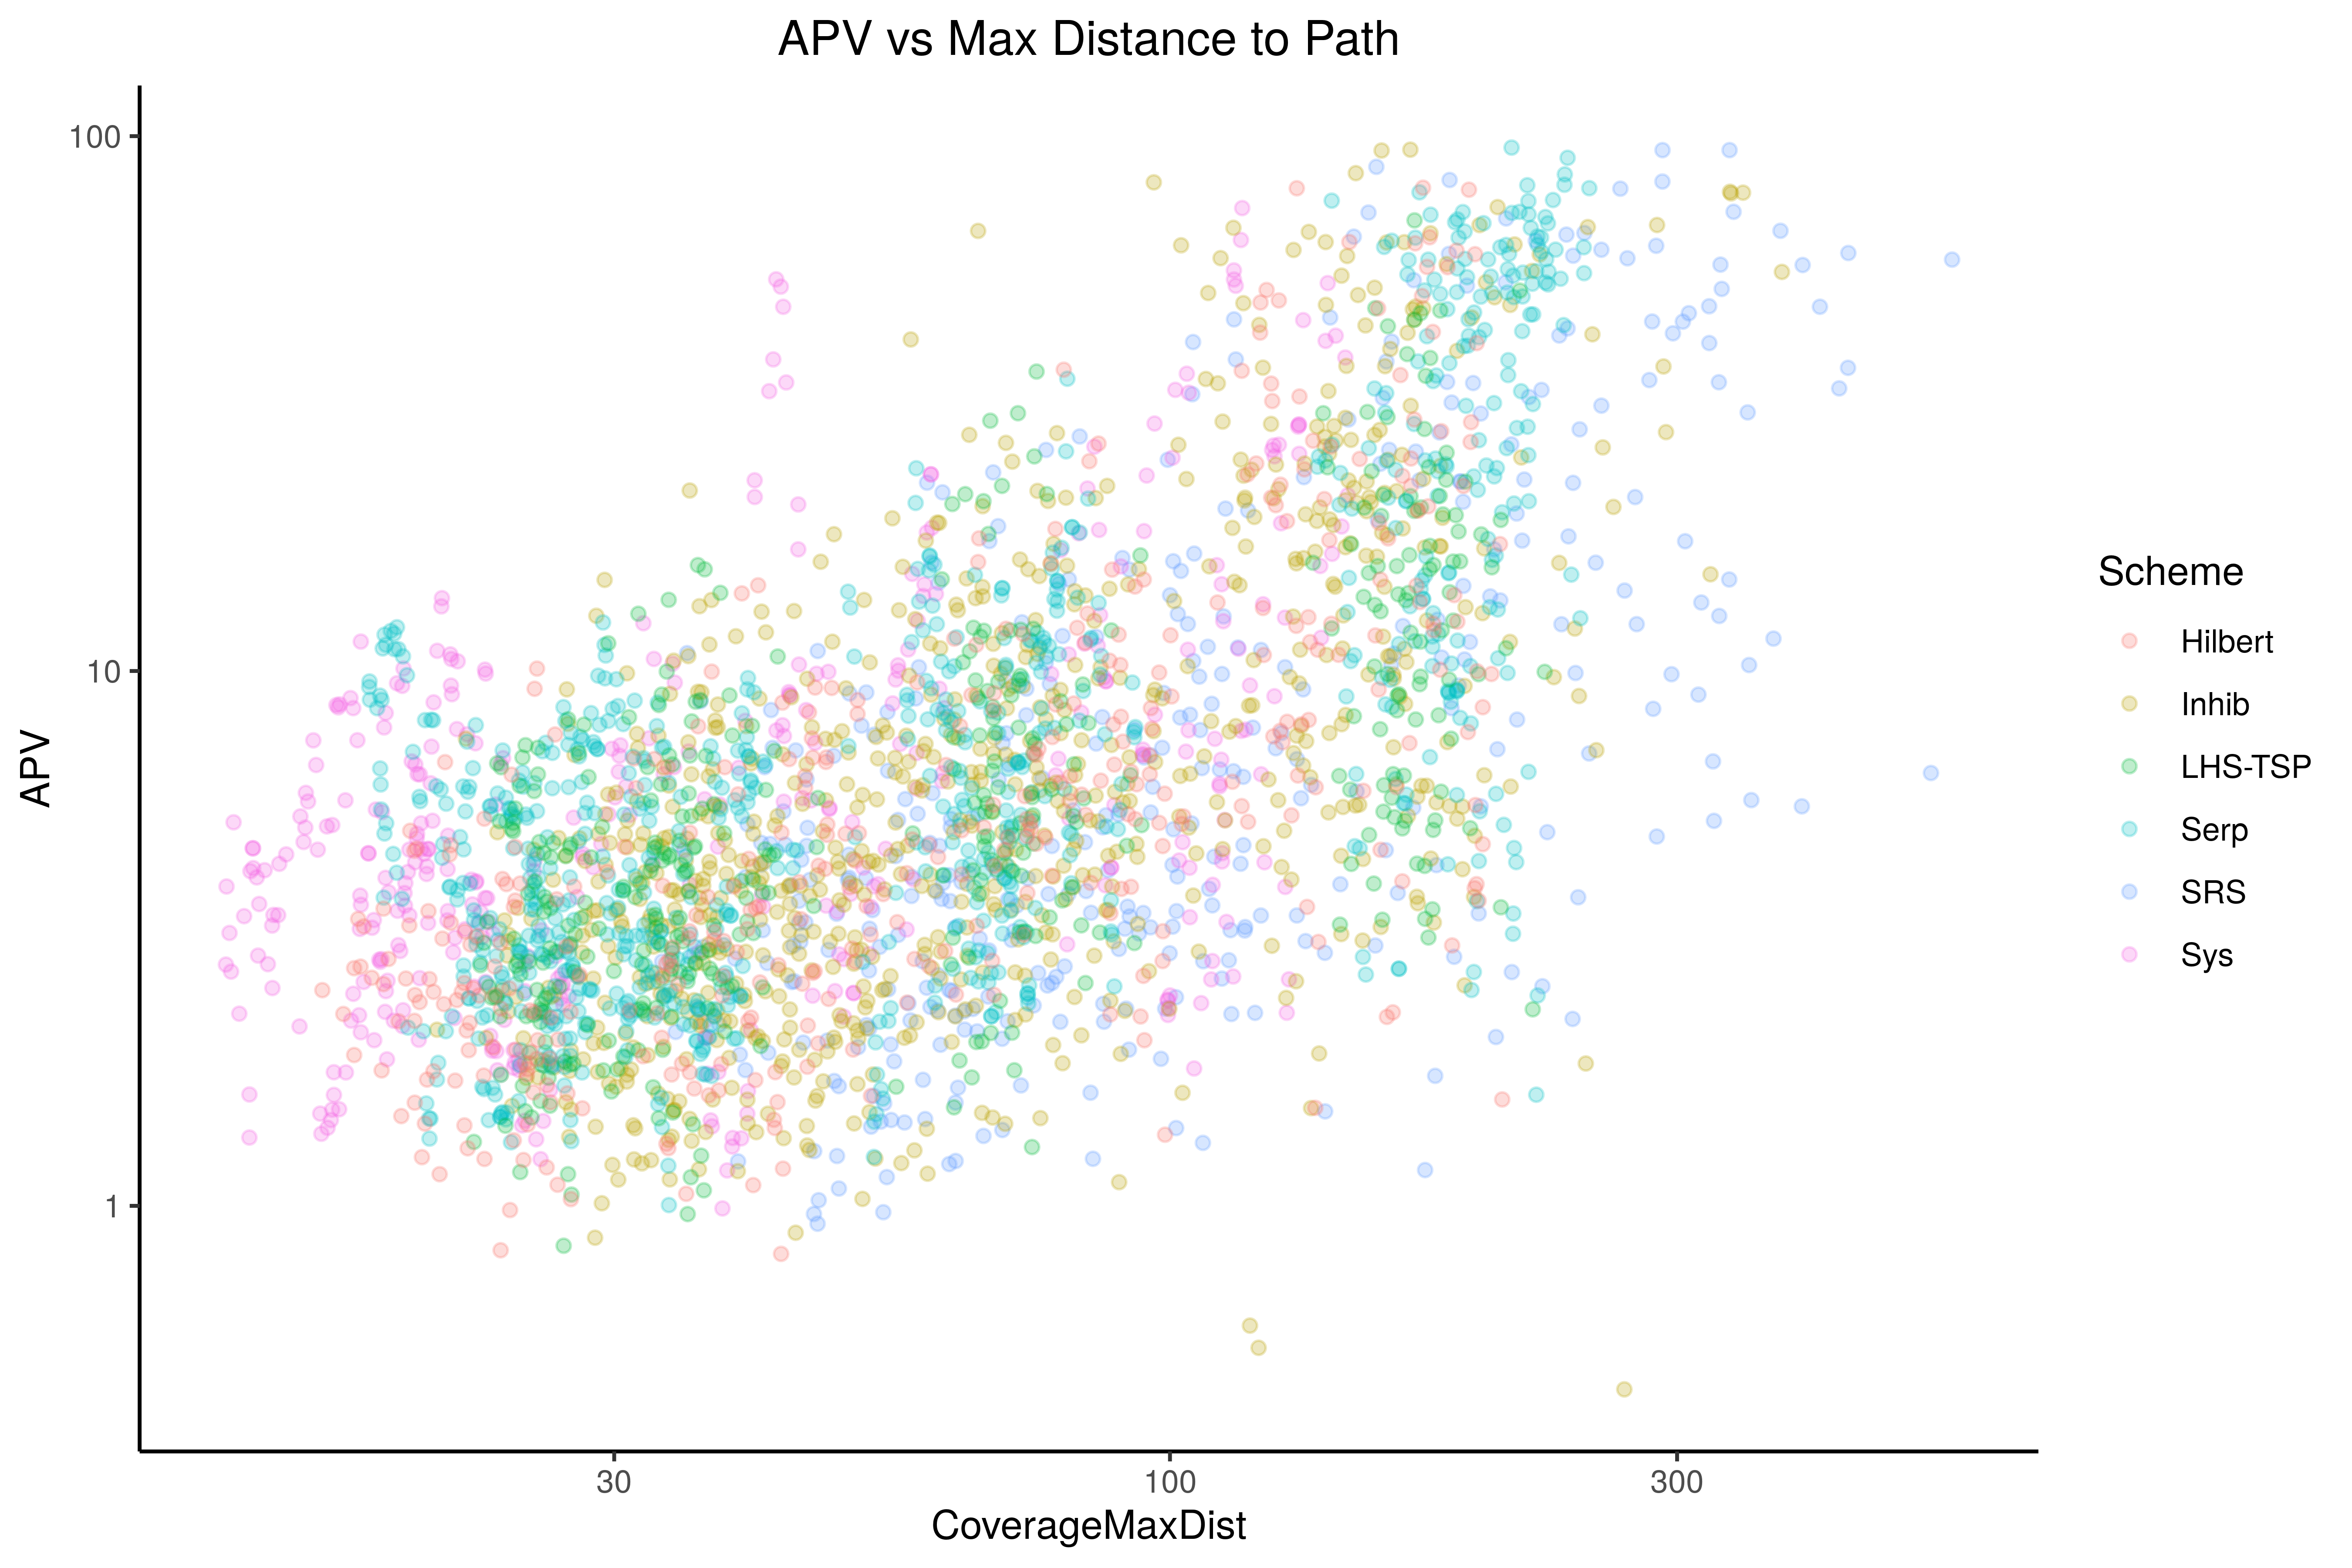 APV vs Max Distance to Path
100
10
1
APV
30
100
300
CoverageMaxDist
Scheme
Hilbert
Inhib
LHS-TSP
Serp
SRS
Sys